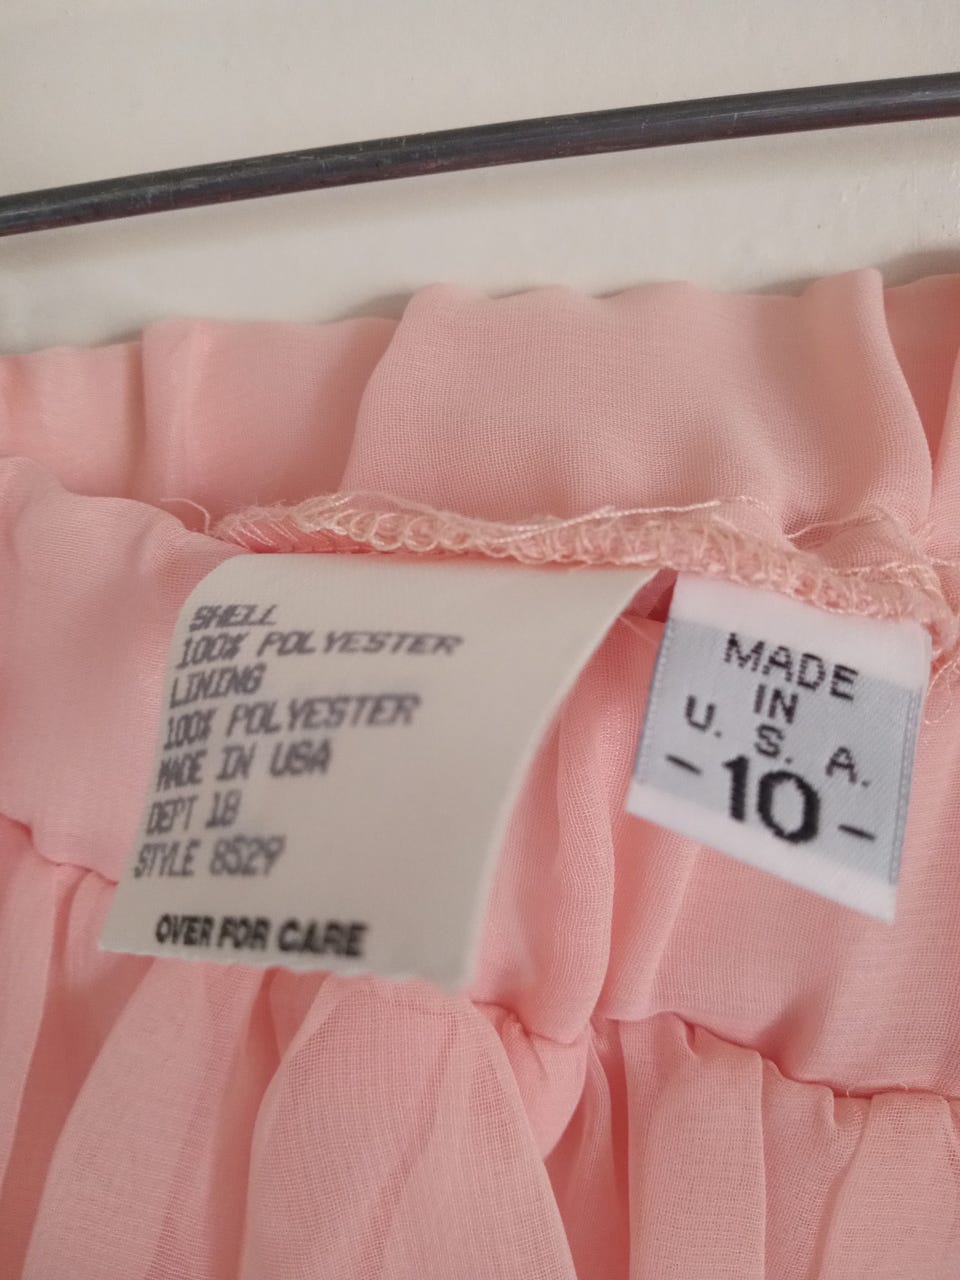 SHELL
100% POLYESTER
LINING
100% POLYESTER
MADE IN USA
DEPT 18
STYLE 8529
OVER FOR CARE
MADE
IN
U. S. A.
-10-